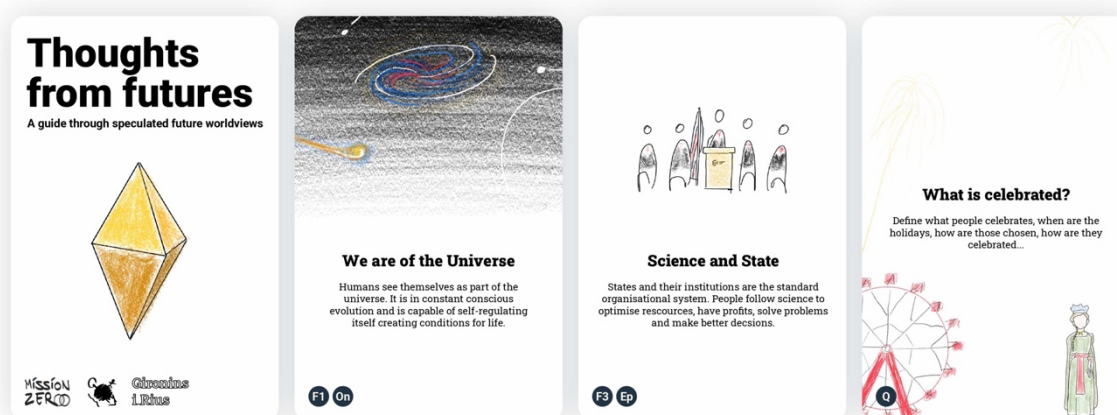 Thoughts
from futures
A guide through speculated future worldviews
MISSION
ZERO
Gironins
i Rius
We are of the Universe
Humans see themselves as part of the
universe. It is in constant conscious
evolution and is capable of self-regulating
itself creating conditions for life.
F1 On
Science and State
States and their institutions are the standard
organisational system. People follow science to
optimise rescources, have profits, solve problems
and make better decsions.
F3 Ep
What is celebrated?
Define what people celebrates, when are the
holidays, how are those chosen, how are they
celebrated...
Q